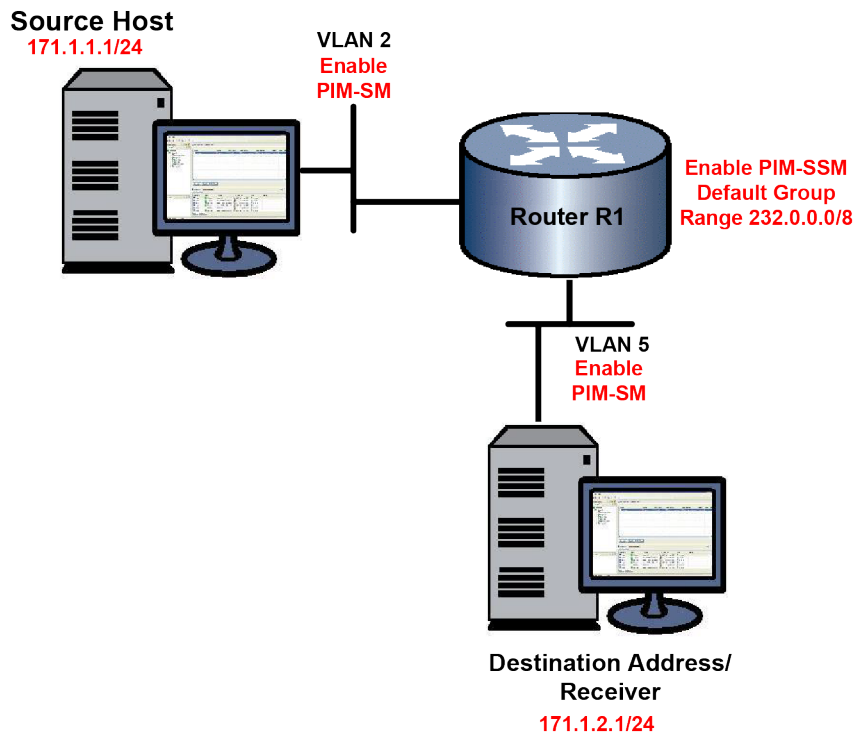 Source Host
171.1.1.1/24
VLAN 2
Enable
PIM-SM
Router R1
Enable PIM-SSM
Default Group
Range 232.0.0.0/8
VLAN 5
Enable
PIM-SM
Destination Address/
Receiver
171.1.2.1/24